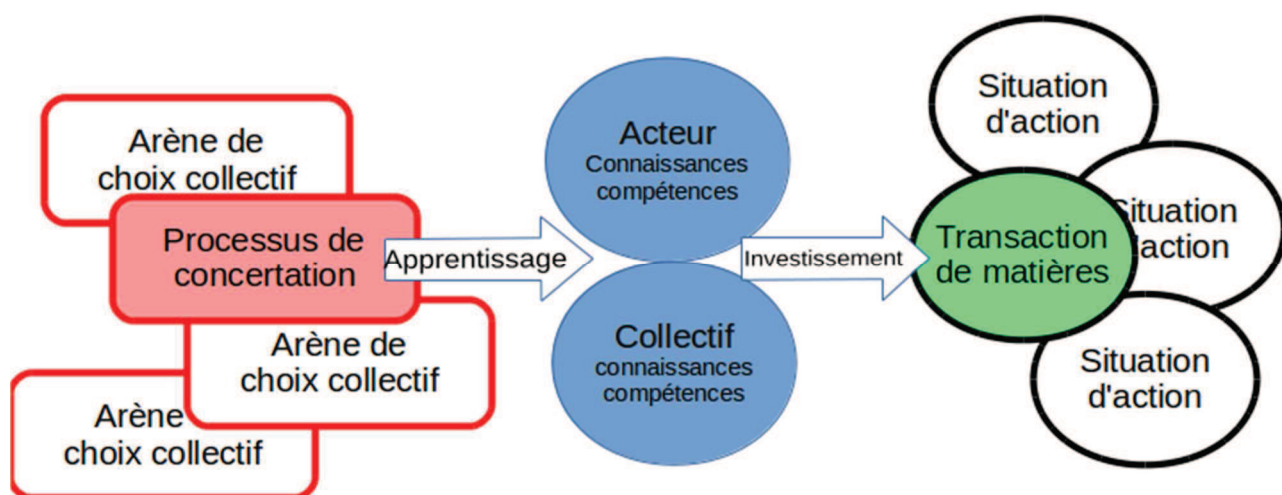 Arène de
choix collectif
Processus de
concertation
Arène de
choix collectif
Arène
choix collectif
Apprentissage
Acteur
Connaissances
compétences
Collectif
connaissances
compétences
Investissement
Situation
d'action
Situation
'action
Transaction
de matières
Situation
d'action